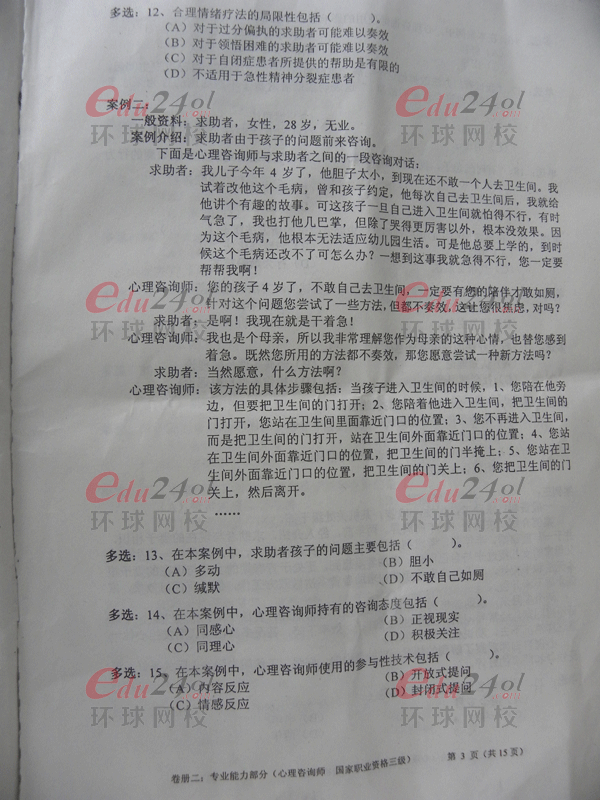 多选：12、合理情绪疗法的局限性包括（　　）。
（A）对于过分偏执的求助者可能难以奏效
（B）对于领悟困难的求助者可能难以奏效
（C）对于自闭症患者所提供的帮助是有限的
（D）不适用于急性精神分裂症患者
案例二：
一般资料：求助者，女性，28岁，无业。
案例介绍：求助者由于孩子的问题前来咨询。
下面是心理咨询师与求助者之间的一段咨询对话：
求助者：我儿子今年4岁了，他胆子太小，到现在还不敢一个人去卫生间。我
试着改他这个毛病，曾和孩子约定，他每次自己去卫生间后，我就给
他讲个有趣的故事。可这孩子一旦自己进入卫生间就怕得不行，有时
气急了，我也打他几巴掌，但除了哭得更厉害以外，根本没效果。因
为这个毛病，他根本无法适应幼儿园生活。可是他总要上学的，到时
候这个毛病还改不了可怎么办？一想到这事我就急得不行，您一定要
帮帮我啊！
心理咨询师：您的孩子4岁了，不敢自己去卫生间，一定要有您的陪伴才敢如厕，
针对这个问题您尝试了一些方法，但都不奏效，这让您很焦虑，对吗？
求助者：是啊！我现在就是干着急！
心理咨询师：我也是个母亲，所以我非常理解您作为母亲的这种心情，也替您感到
着急。既然您所用的方法都不奏效，那您愿意尝试一种新方法吗？
求助者：当然愿意，什么方法啊？
心理咨询师：该方法的具体步骤包括：当孩子进入卫生间的时候，1、您陪在他旁
边，但要把卫生间的门打开；2、您陪着他进入卫生间，把卫生间的
门打开，您站在卫生间里面靠近门口的位置；3、您不再进入卫生间，
而是把卫生间的门打开，站在卫生间外面靠近门口的位置；4、您站
在卫生间外面靠近门口的位置，把卫生间的门半掩上；5、您站在卫
生间外面靠近门口的位置，把卫生间的门关上；6、您把卫生间的门
关上，然后离开。
……
多选：13、在本案例中，求助者孩子的问题主要包括（　　）。
（A）多动　　（B）胆小
（C）缄默　　（D）不敢自己如厕
多选：14、在本案例中，心理咨询师持有的咨询态度包括（　　）。
（A）同感心　　（B）正视现实
（C）同理心　　（D）积极关注
多选：15、在本案例中，心理咨询师使用的参与性技术包括（　　）。
（A）内容反应　　（B）开放式提问
（C）情感反应　　（D）封闭式提问
卷册二：专业能力部分（心理咨询师　国家职业资格三级）　　第 3 页（共15页）
edu24ol
环球网校
edu24ol
环球网校
edu24ol
环球网校
edu24ol
环球网校
edu24ol
环球网校
edu24ol
环球网校
edu24ol
环球网校
edu24ol
环球网校